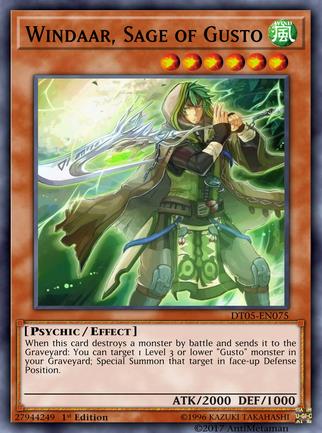 Windaar, Sage of Gusto
WIND
風
DT05-EN075
[Psychic / Effect]
When this card destroys a monster by battle and sends it to the
Graveyard: You can target 1 Level 3 or lower "Gusto" monster in
your Graveyard; Special Summon that target in face-up Defense
Position.
ATK/2000 DEF/1000
27944249 1st Edition ©1996 KAZUKI TAKAHASHI
©2017 AntiMetaman